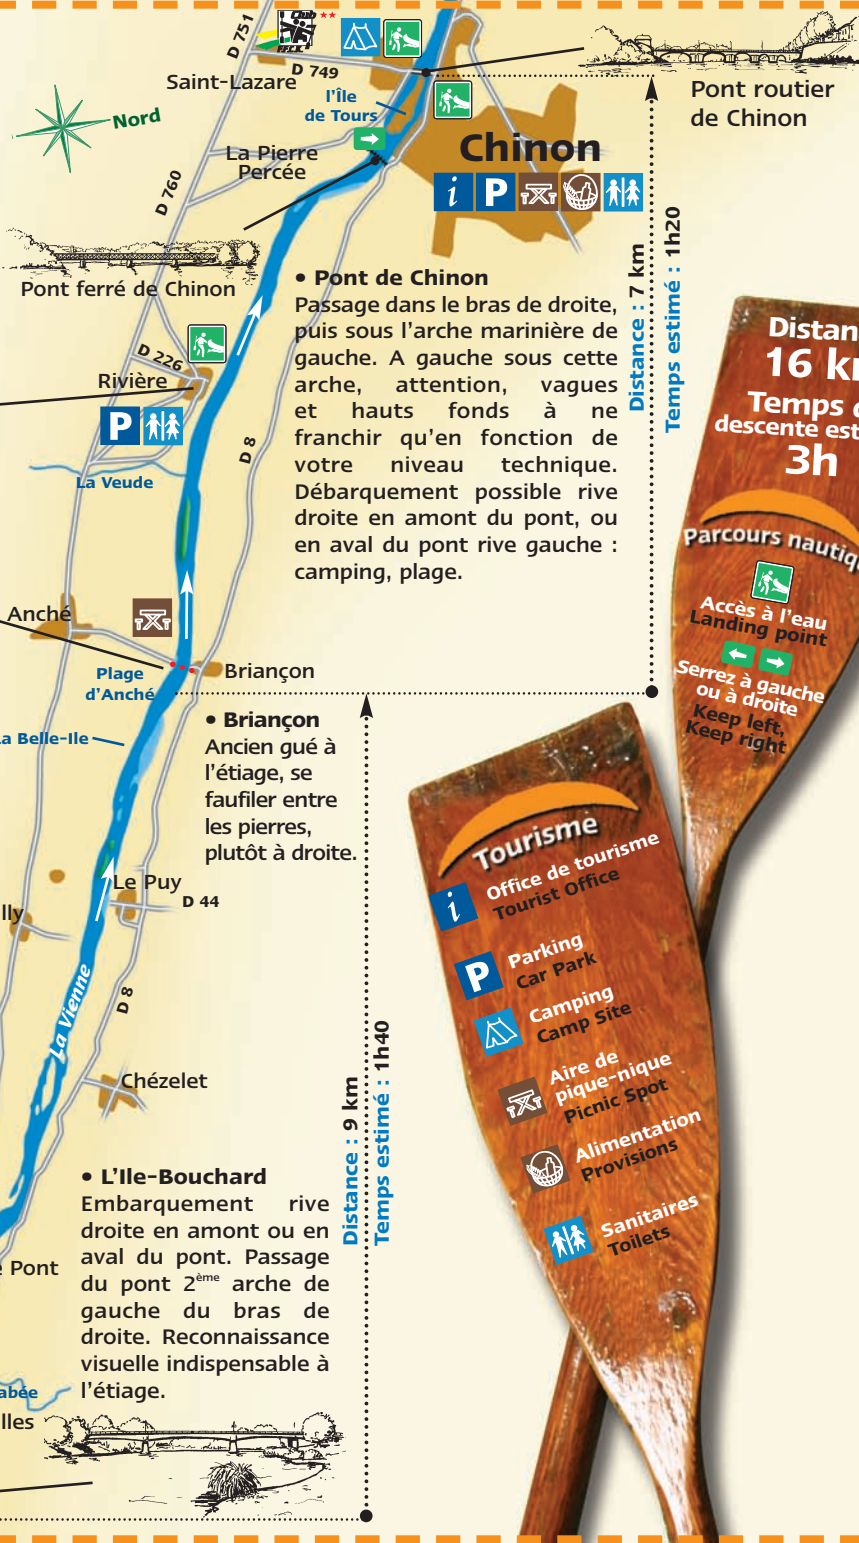 D 751
Club
F.F.C.K.
D 749
Saint-Lazare
l’Île
de Tours
Nord
La Pierre
Percée
D 760
Chinon
i P
Pont routier
de Chinon
Pont ferré de Chinon
Distance : 7 km
Temps estimé : 1h20
• Pont de Chinon
Passage dans le bras de droite,
puis sous l’arche marinière de
gauche. A gauche sous cette
arche, attention, vagues
et hauts fonds à ne
franchir qu’en fonction de
votre niveau technique.
Débarquement possible rive
droite en amont du pont, ou
en aval du pont rive gauche :
camping, plage.
D 226
Rivière
P
D 8
La Veude
Anché
Plage
d’Anché
Briançon
a Belle-Ile
• Briançon
Ancien gué à
l’étiage, se
faufiler entre
les pierres,
plutôt à droite.
Le Puy
D 44
lly
La Vienne
D 8
Chézelet
Distance : 9 km
Temps estimé : 1h40
• L’Ile-Bouchard
Embarquement rive
droite en amont ou en
aval du pont. Passage
du pont 2ème arche de
gauche du bras de
droite. Reconnaissance
visuelle indispensable à
l’étiage.
Pont
abée
lles
Distan
16 k
Temps
descente est
3h
Parcours nautiq
Accès à l’eau
Landing point
Serrez à gauche
ou à droite
Keep left,
Keep right
Tourisme
i
Office de tourisme
Tourist Office
P
Parking
Car Park
Camping
Camp Site
Aire de
pique-nique
Picnic Spot
Alimentation
Provisions
Sanitaires
Toilets